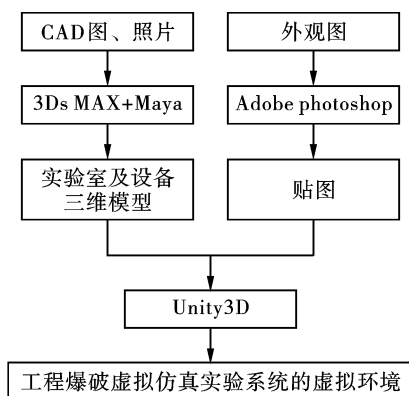 CAD图、照片
外观图
3Ds MAX+Maya
Adobe photoshop
实验室及设备
三维模型
贴图
Unity3D
工程爆破虚拟仿真实验系统的虚拟环境